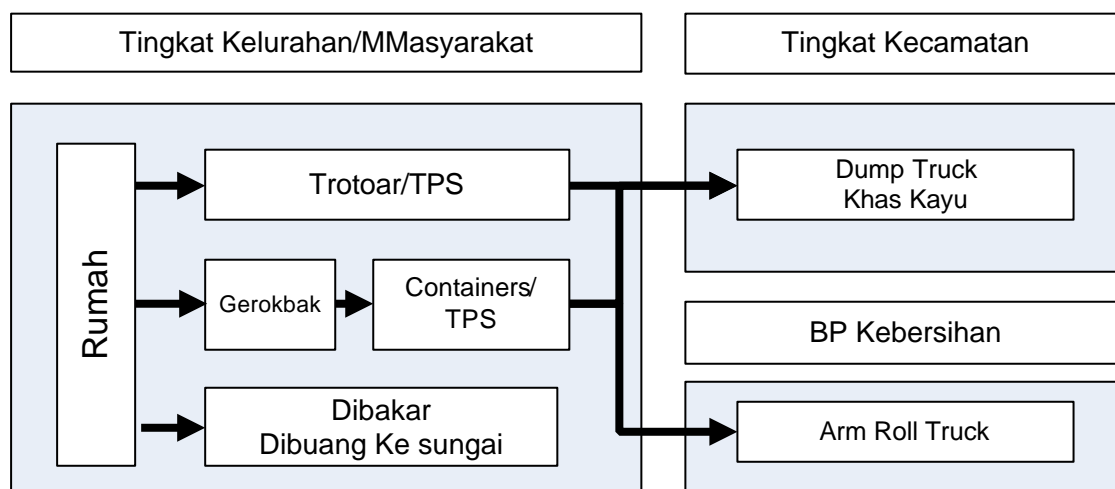 Tingkat Kelurahan/MMasyarakat
Tingkat Kecamatan
Rumah
Trotoar/TPS
Gerokbak
Containers/
TPS
Dibakar
Dibuang Ke sungai
Dump Truck
Khas Kayu
BP Kebersihan
Arm Roll Truck